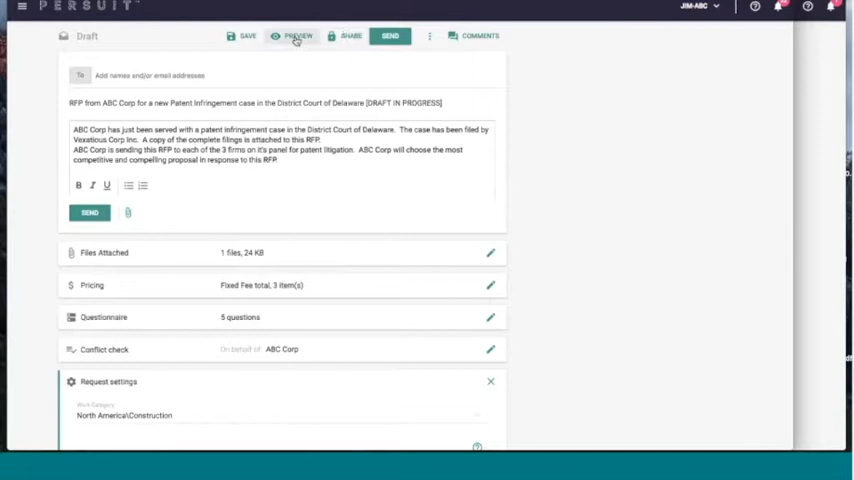 PERSUIT
JIM-ABC
Draft
SAVE
PREVIEW
SHARE
SEND
COMMENTS
To
Add names and/or email addresses
RFP from ABC Corp for a new Patent Infringement case in the District Court of Delaware [DRAFT IN PROGRESS]
ABC Corp has just been served with a patent infringement case in the District Court of Delaware. The case has been filed by
Vexatious Corp Inc. A copy of the complete filings is attached to this RFP.
ABC Corp is sending this RFP to each of the 3 firms on it's panel for patent litigation. ABC Corp will choose the most
competitive and compelling proposal in response to this RFP.
B I U
SEND
Files Attached
1 files, 24 KB
Pricing
Fixed Fee total, 3 item(s)
Questionnaire
5 questions
Conflict check
On behalf of ABC Corp
Request settings
Work Category
North America\Construction